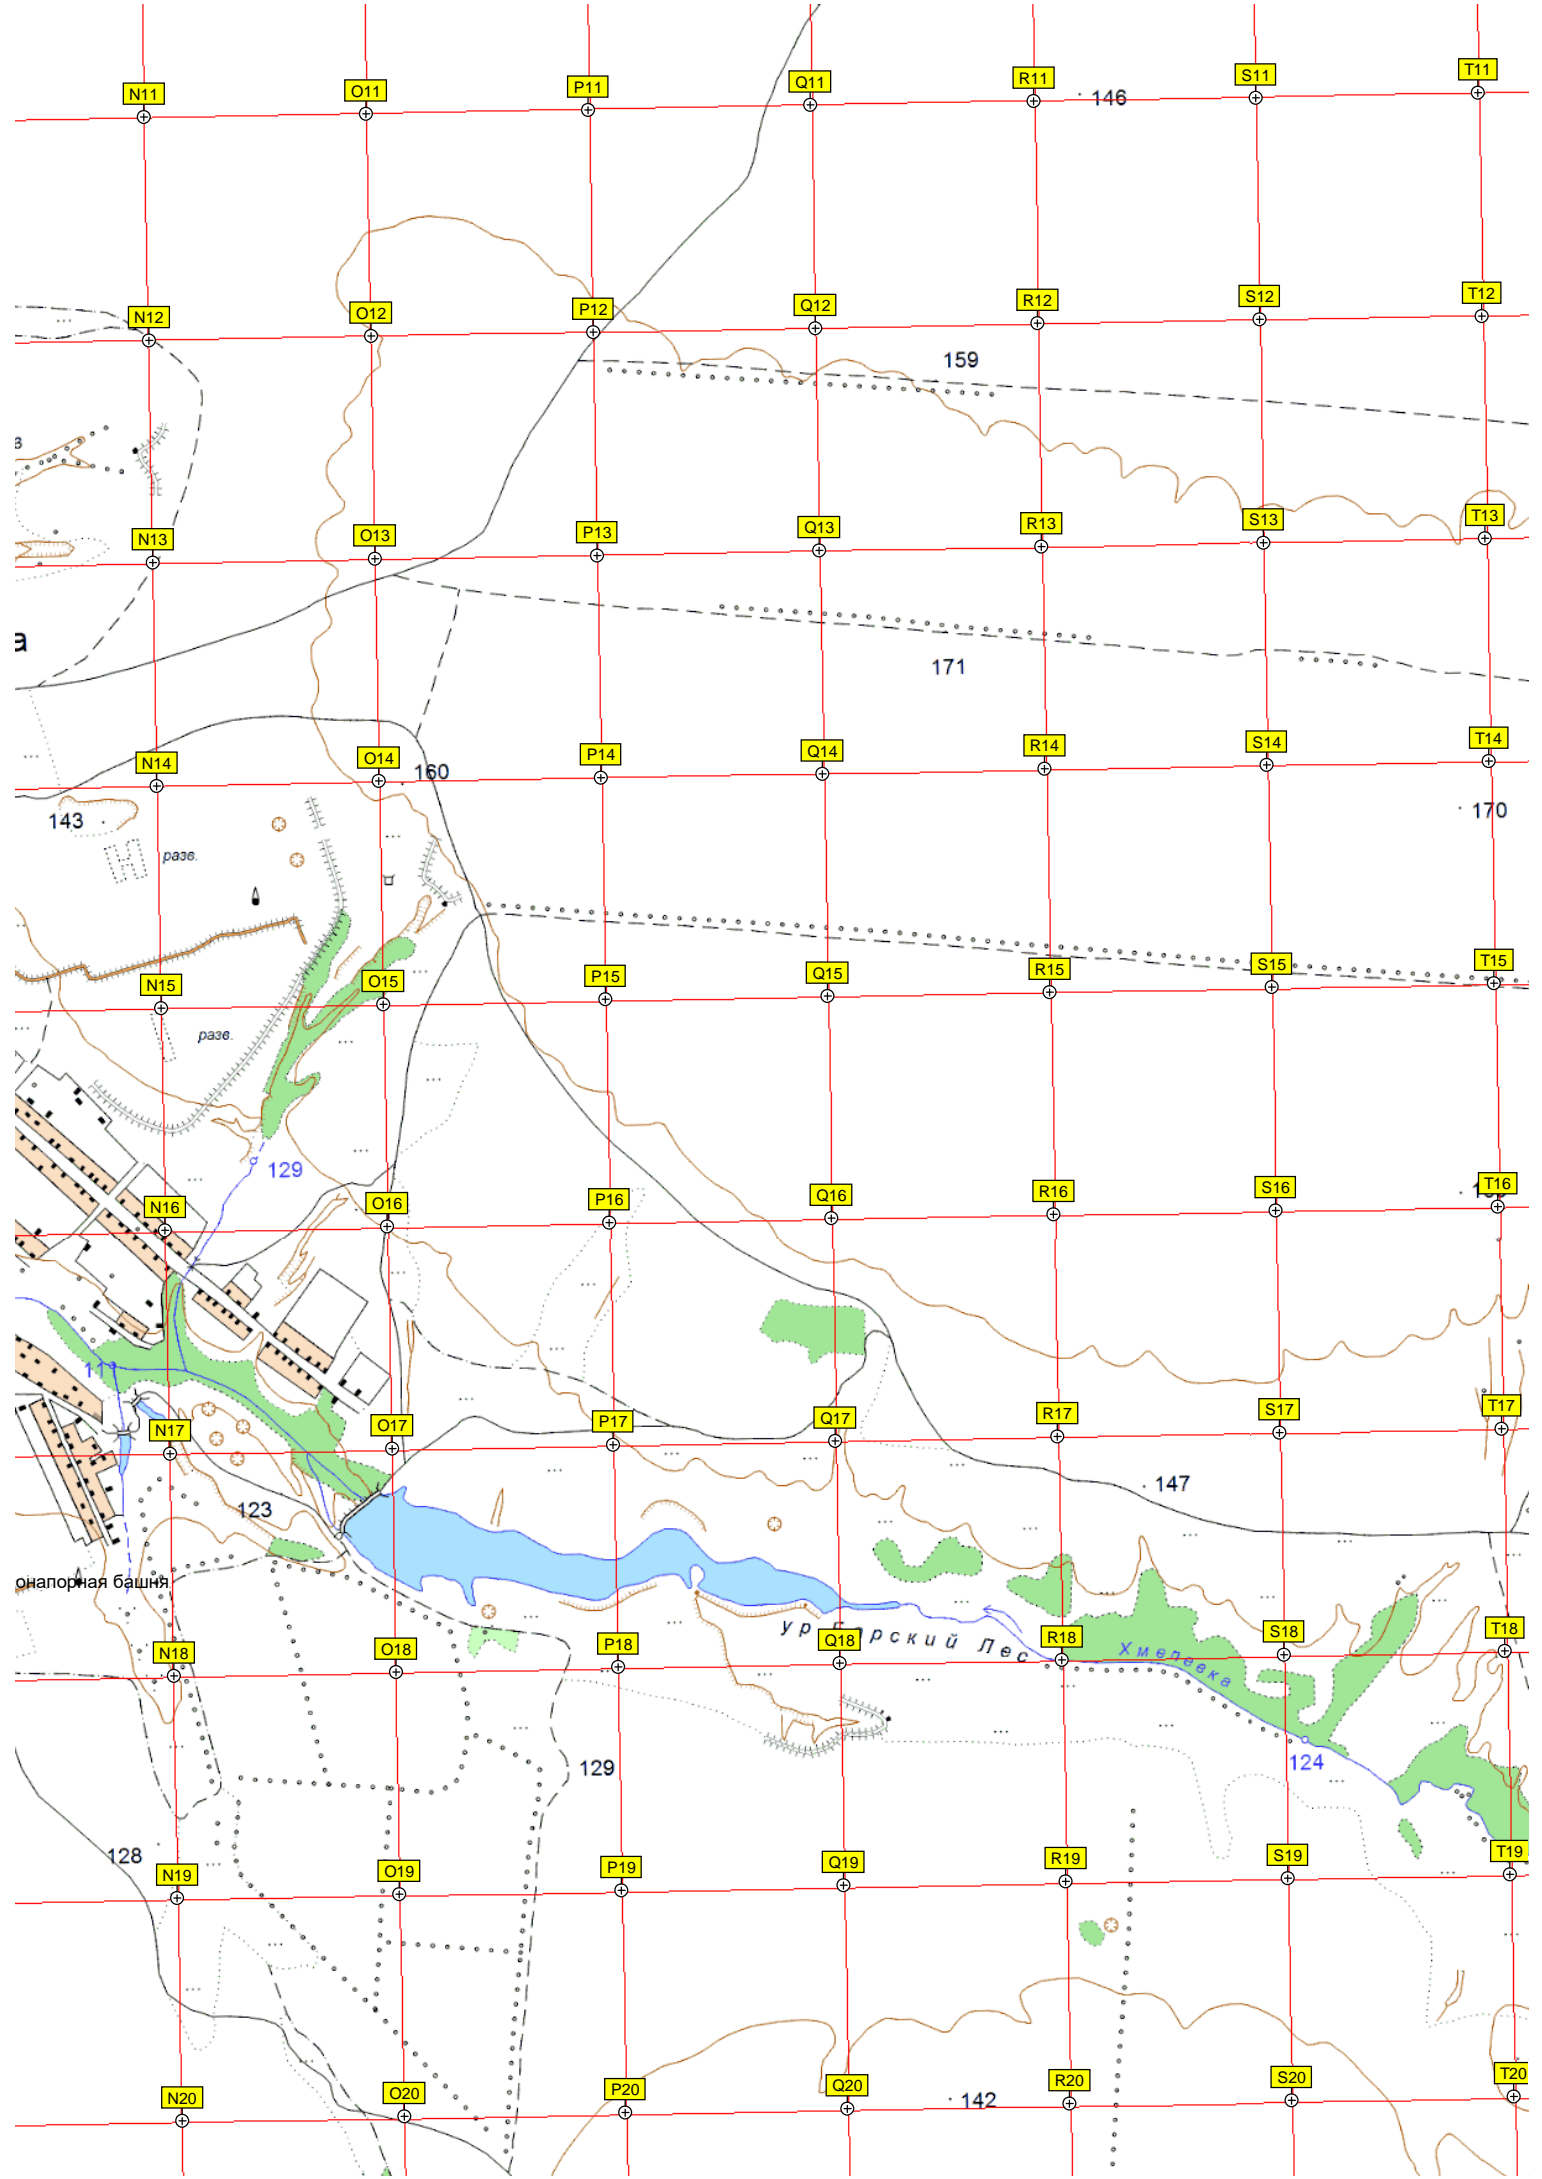 N11 O11 P11 Q11 R11 S11 T11
146
N12 O12 P12 Q12 R12 S12 T12
159
в
N13 O13 P13 Q13 R13 S13 T13
а
171
N14 O14 P14 Q14 R14 S14 T14
160
143
170
разв.
N15 O15 P15 Q15 R15 S15 T15
разв.
129
N16 O16 P16 Q16 R16 S16 T16
N17 O17 P17 Q17 R17 S17 T17
147
123
онапорная башня
ур Барский Лес
Хмелевка
N18 O18 P18 Q18 R18 S18 T18
124
129
128
N19 O19 P19 Q19 R19 S19 T19
142
N20 O20 P20 Q20 R20 S20 T20